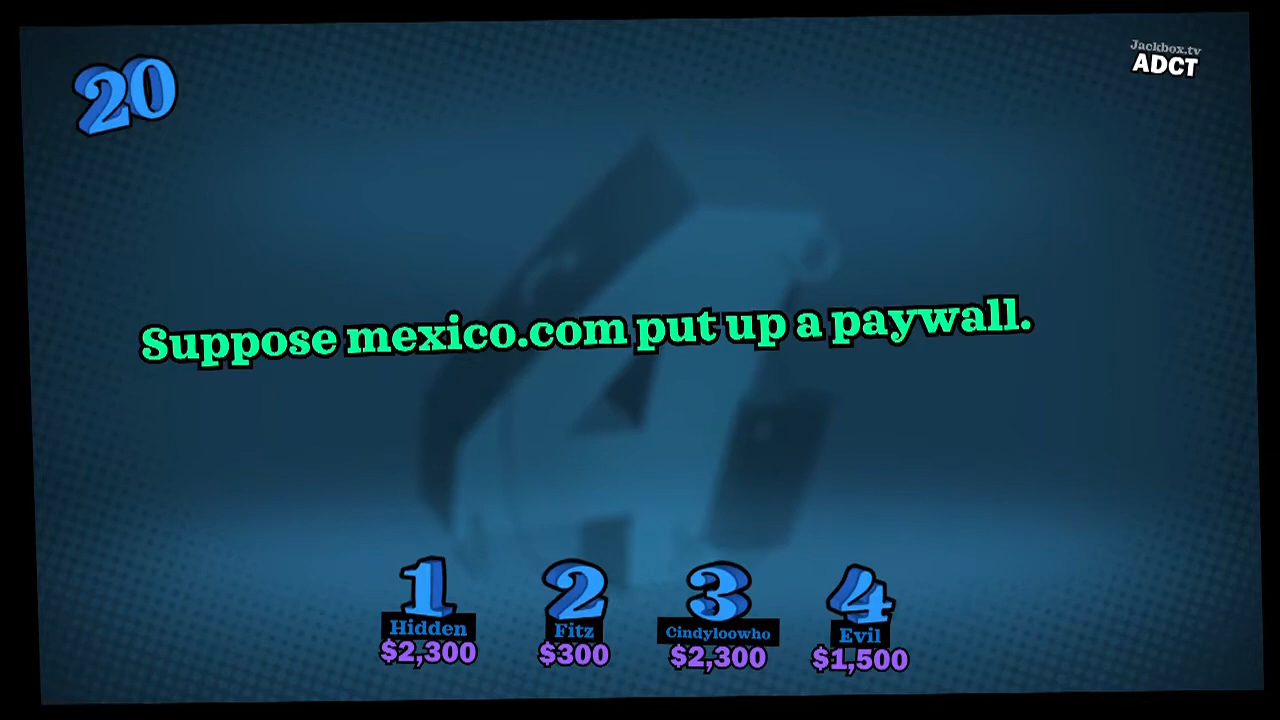 20
Jackbox.tv
ADCT
Suppose mexico.com put up a paywall.
1 2 3 4
Hidden Fitz Cindyloowho Evil
$2,300 $300 $2,300 $1,500